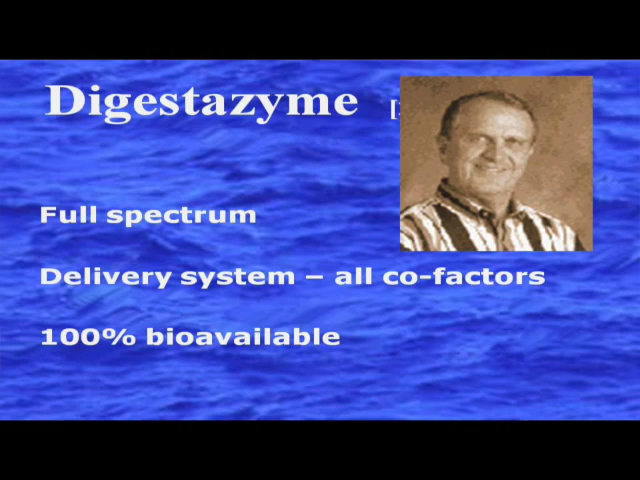 Digestazyme [
Full spectrum
Delivery system – all co-factors
100% bioavailable